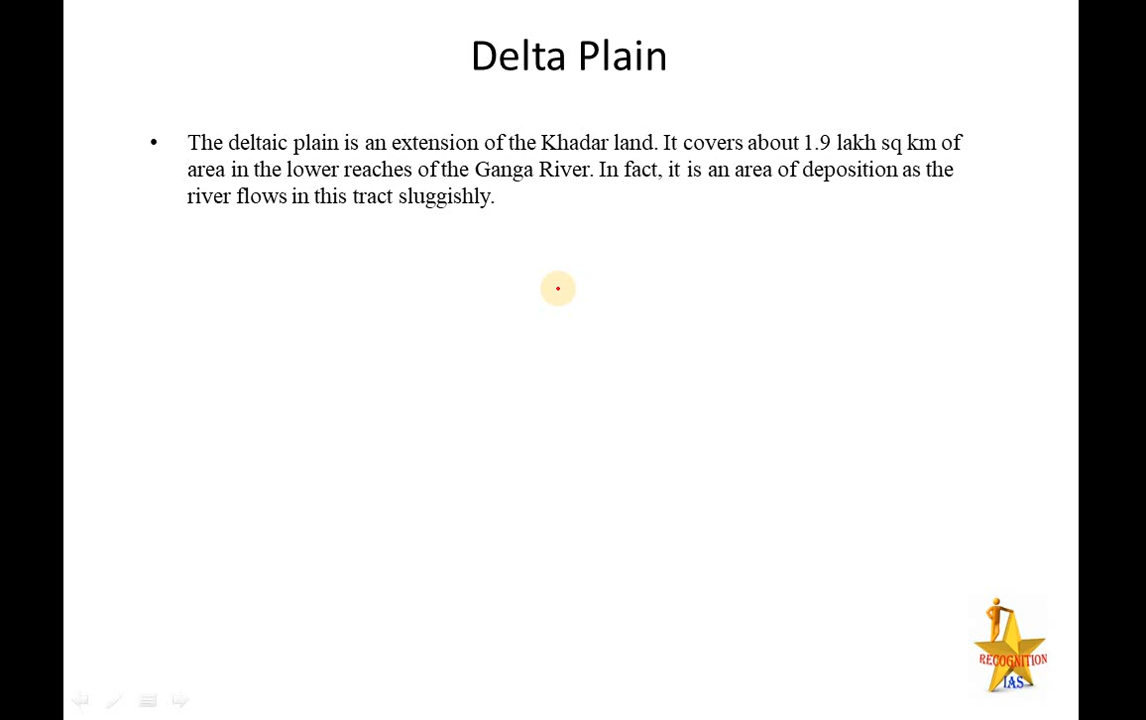 Delta Plain
• The deltaic plain is an extension of the Khadar land. It covers about 1.9 lakh sq km of
area in the lower reaches of the Ganga River. In fact, it is an area of deposition as the
river flows in this tract sluggishly.
RECOGNITION
IAS